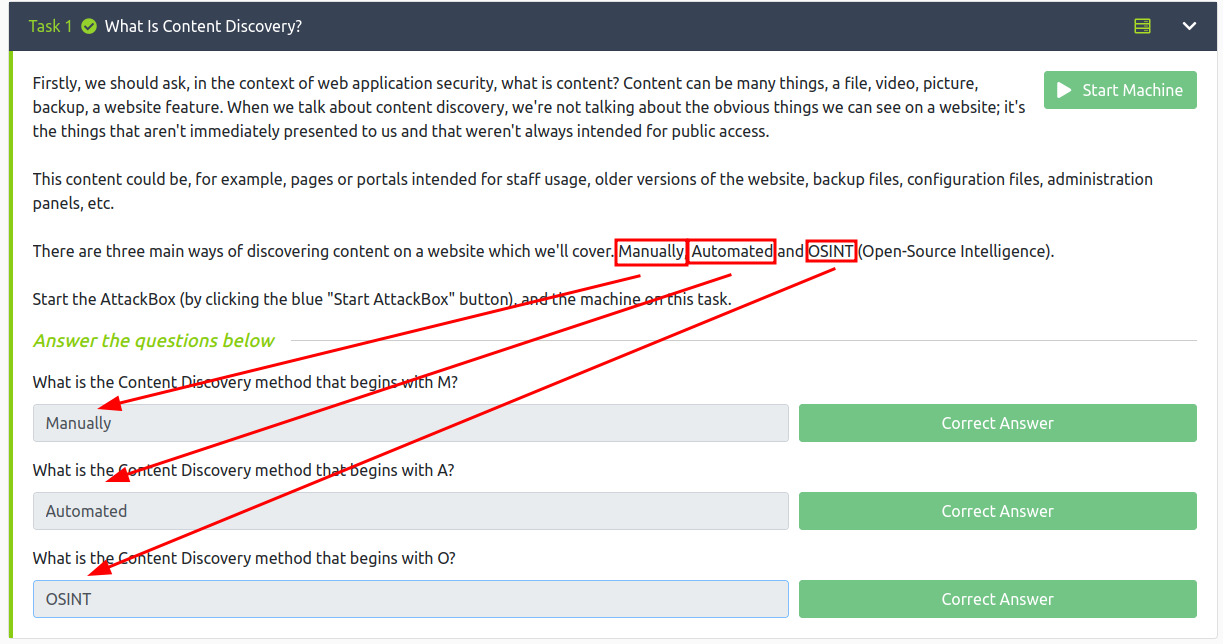 Task 1 What Is Content Discovery?
Firstly, we should ask, in the context of web application security, what is content? Content can be many things, a file, video, picture,
backup, a website feature. When we talk about content discovery, we're not talking about the obvious things we can see on a website; it's
the things that aren't immediately presented to us and that weren't always intended for public access.
Start Machine
This content could be, for example, pages or portals intended for staff usage, older versions of the website, backup files, configuration files, administration
panels, etc.
There are three main ways of discovering content on a website which we'll cover. Manually, Automated and OSINT (Open-Source Intelligence).
Start the AttackBox (by clicking the blue "Start AttackBox" button), and the machine on this task.
Answer the questions below
What is the Content Discovery method that begins with M?
Manually
Correct Answer
What is the Content Discovery method that begins with A?
Automated
Correct Answer
What is the Content Discovery method that begins with O?
OSINT
Correct Answer